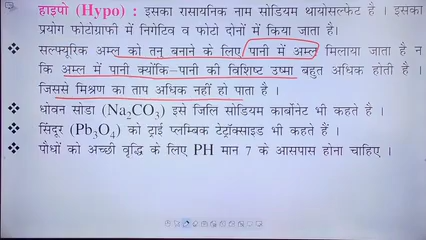 हाइपो (Hypo) : इसका रासायनिक नाम सोडियम थायोसल्फेट है । इसका
प्रयोग फोटोग्राफी में निगेटिव व फोटो दोनों में किया जाता है।
सल्फ्यूरिक अम्ल को तनु बनाने के लिए पानी में अम्ल मिलाया जाता है न
कि अम्ल में पानी क्योंकि-पानी की विशिष्ट उष्मा बहुत अधिक होती है ।
जिससे मिश्रण का ताप अधिक नहीं हो पाता है ।
धोवन सोडा (Na₂CO₃) इसे जिलि सोडियम कार्बोनेट भी कहते है ।
सिंदूर (Pb₃O₄) को ट्राई प्लम्बिक टेट्रॉक्साइड भी कहते हैं ।
पौधों को अच्छी वृद्धि के लिए PH मान 7 के आसपास होना चाहिए ।